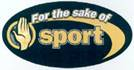 For the sake of
sport